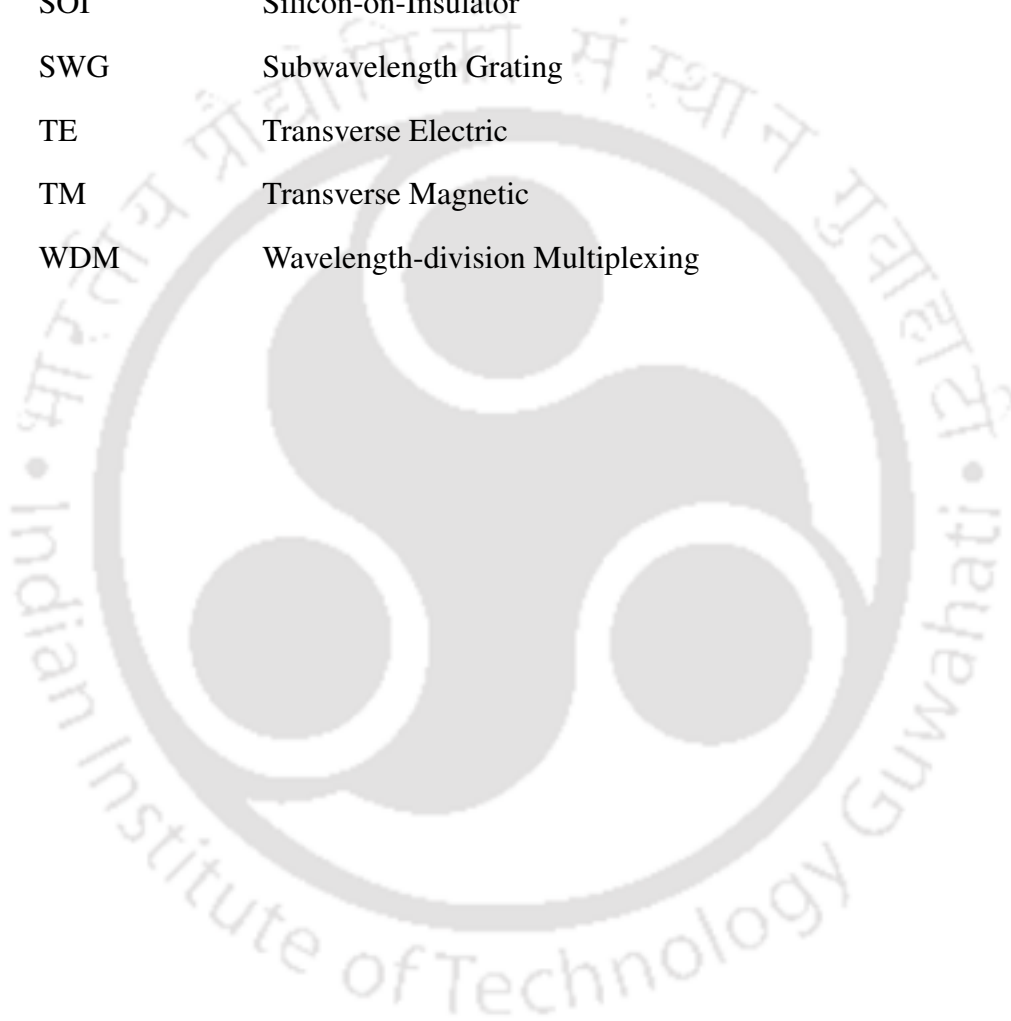 SOI Silicon-on-Insulator
SWG Subwavelength Grating
TE Transverse Electric
TM Transverse Magnetic
WDM Wavelength-division Multiplexing
भारतीय प्रौद्योगिकी संस्थान गुवाहाटी
• Indian Institute of Technology Guwahati •